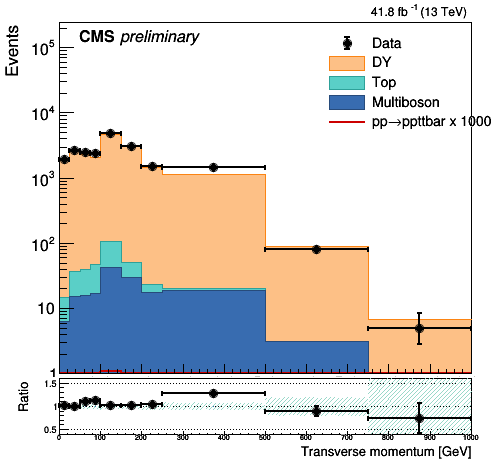 41.8 fb⁻¹ (13 TeV)
CMS preliminary
Events
10⁵
10⁴
10³
10²
10
1
Data
DY
Top
Multiboson
pp→ppttbar x 1000
Ratio
1.5
1
0.5
0 100 200 300 400 500 600 700 800 900 1000
Transverse momentum [GeV]